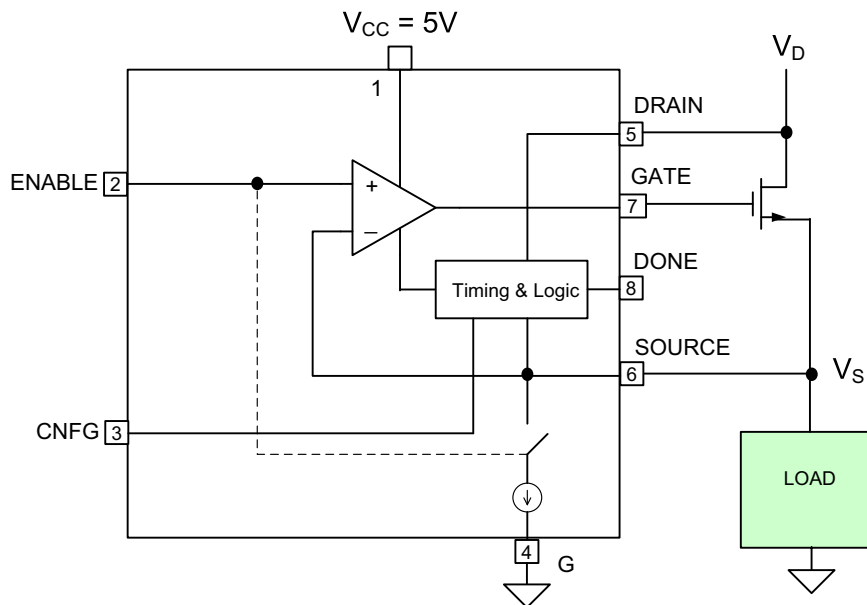 V_CC = 5V
1
V_D
DRAIN
5
ENABLE 2
+
GATE
7
−
DONE
Timing & Logic
8
SOURCE
6
V_S
CNFG 3
LOAD
4
G